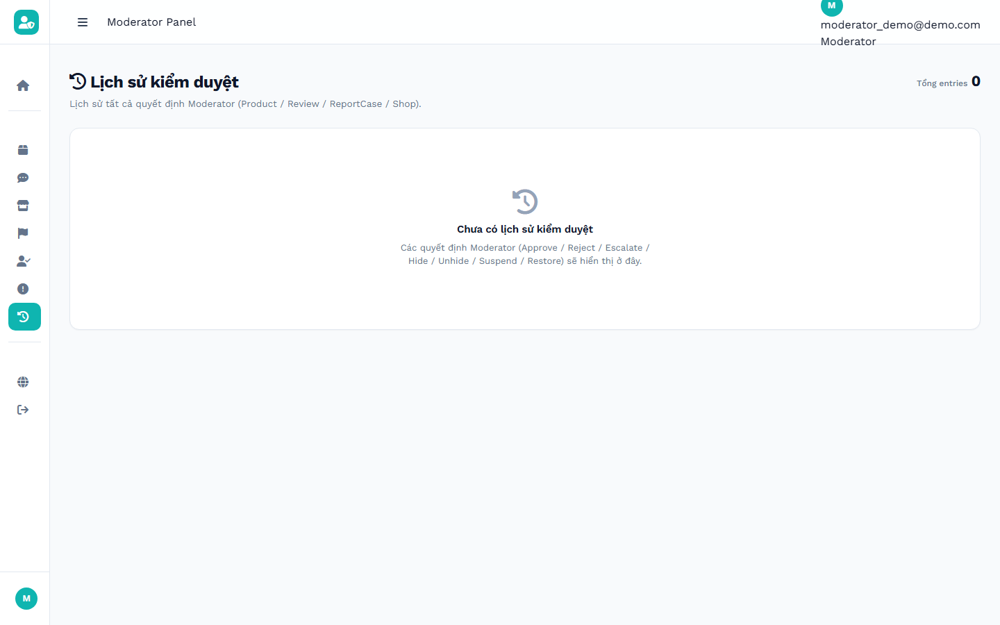 Moderator Panel
M
moderator_demo@demo.com
Moderator
Lịch sử kiểm duyệt
Tổng entries 0
Lịch sử tất cả quyết định Moderator (Product / Review / ReportCase / Shop).
Chưa có lịch sử kiểm duyệt
Các quyết định Moderator (Approve / Reject / Escalate /
Hide / Unhide / Suspend / Restore) sẽ hiển thị ở đây.
M